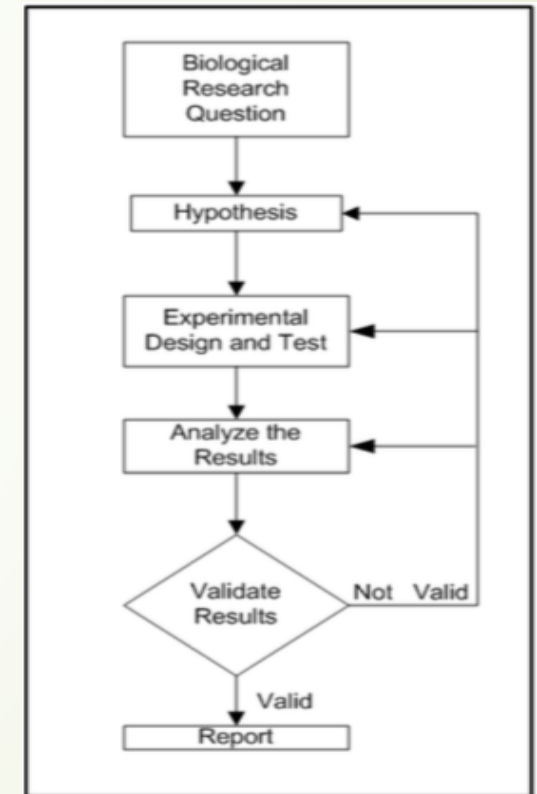 Biological
Research
Question
Hypothesis
Experimental
Design and Test
Analyze the
Results
Validate
Results
Not Valid
Valid
Report